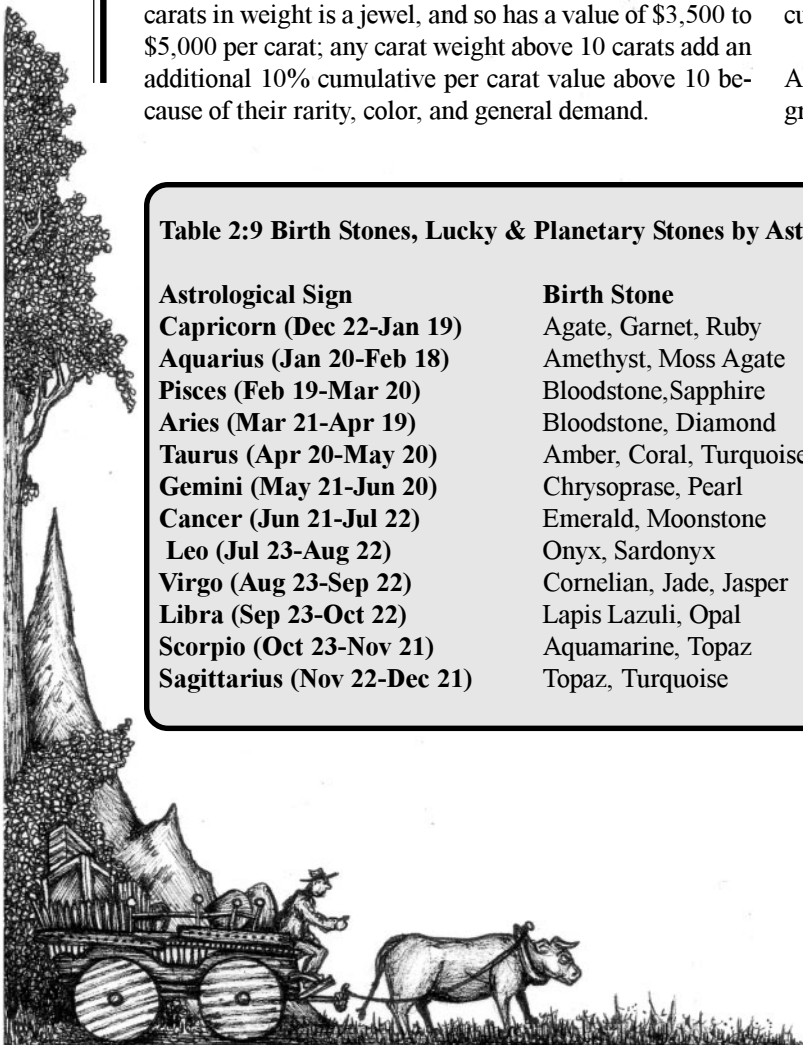 carats in weight is a jewel, and so has a value of $3,500 to
$5,000 per carat; any carat weight above 10 carats add an
additional 10% cumulative per carat value above 10 be-
cause of their rarity, color, and general demand.
cu
A
gr
Table 2:9 Birth Stones, Lucky & Planetary Stones by Ast
Astrological Sign Birth Stone
Capricorn (Dec 22-Jan 19) Agate, Garnet, Ruby
Aquarius (Jan 20-Feb 18) Amethyst, Moss Agate
Pisces (Feb 19-Mar 20) Bloodstone,Sapphire
Aries (Mar 21-Apr 19) Bloodstone, Diamond
Taurus (Apr 20-May 20) Amber, Coral, Turquoise
Gemini (May 21-Jun 20) Chrysoprase, Pearl
Cancer (Jun 21-Jul 22) Emerald, Moonstone
Leo (Jul 23-Aug 22) Onyx, Sardonyx
Virgo (Aug 23-Sep 22) Cornelian, Jade, Jasper
Libra (Sep 23-Oct 22) Lapis Lazuli, Opal
Scorpio (Oct 23-Nov 21) Aquamarine, Topaz
Sagittarius (Nov 22-Dec 21) Topaz, Turquoise